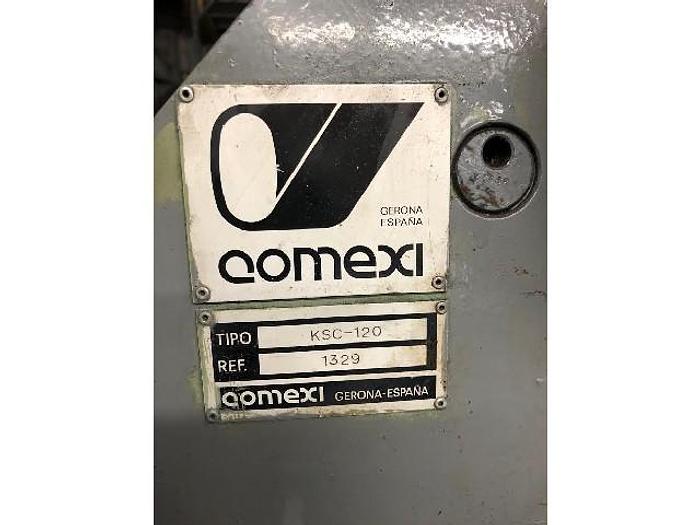 GERONA
ESPAÑA
comexi
TIPO KSC-120
REF. 1329
comexi GERONA-ESPAÑA